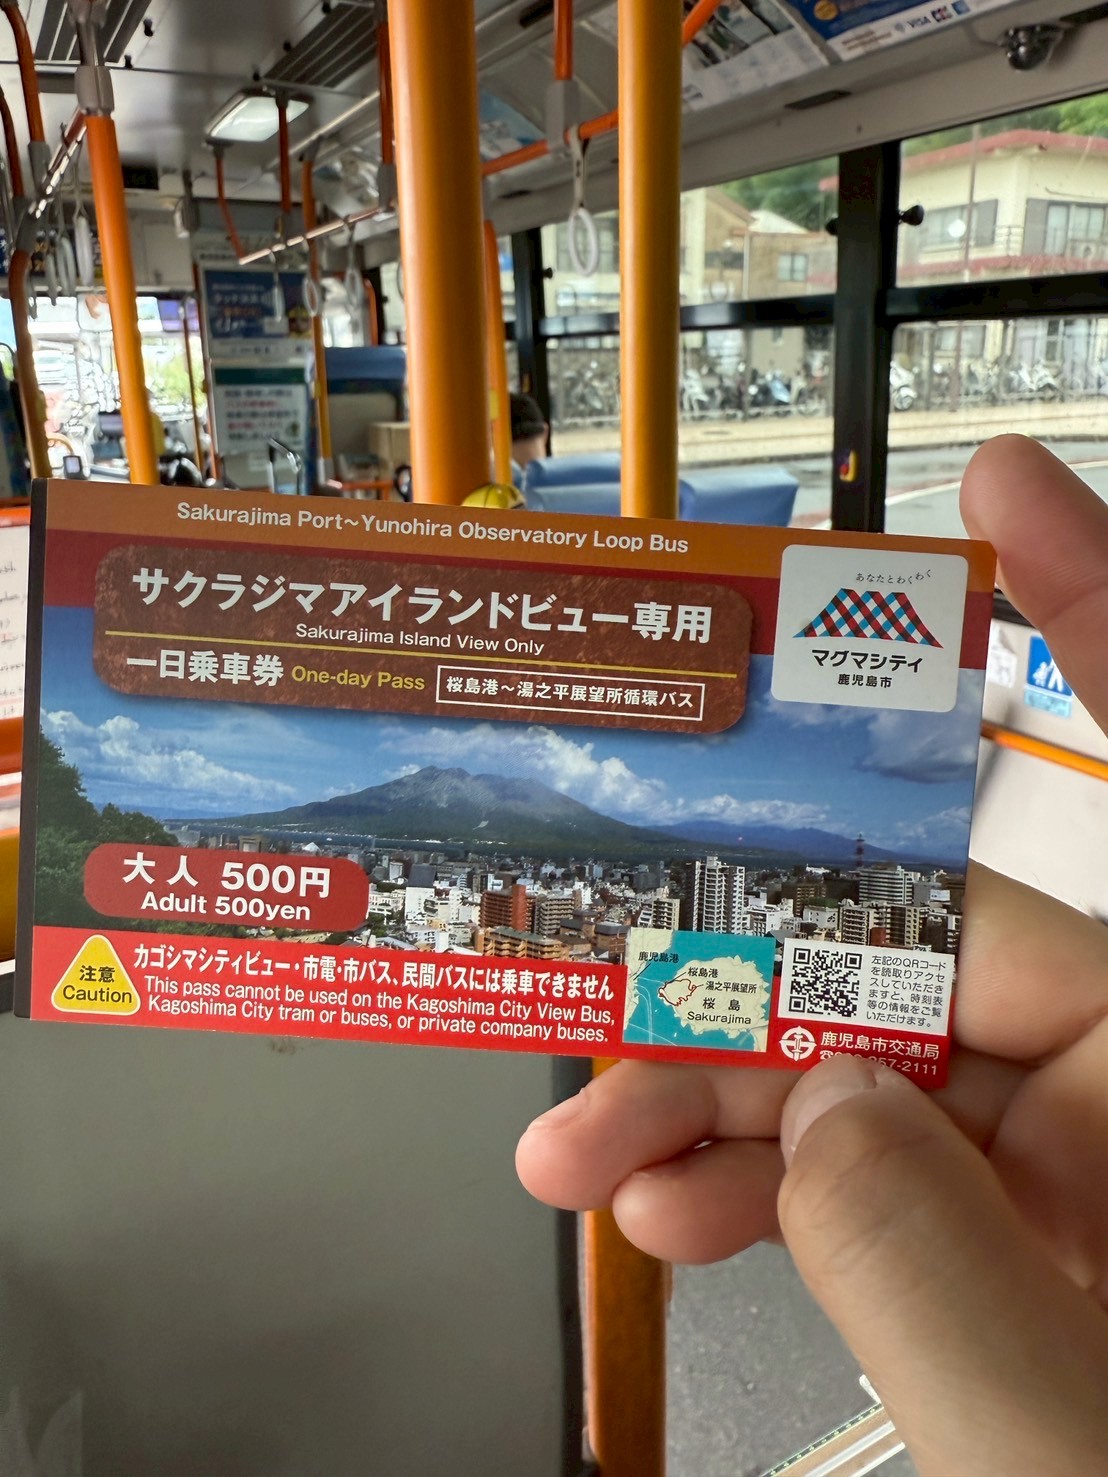 Sakurajima Port~Yunohira Observatory Loop Bus
サクラジマアイランドビュー専用
Sakurajima Island View Only
一日乗車券 One-day Pass 桜島港～湯之平展望所循環バス
あなたとわくわく
マグマシティ
鹿児島市
大人 500円
Adult 500yen
注意
Caution
カゴシマシティビュー・市電・市バス、民間バスには乗車できません
This pass cannot be used on the Kagoshima City View Bus,
Kagoshima City tram or buses, or private company buses.
鹿児島港
桜島港
湯之平展望所
桜島
Sakurajima
左記のQRコード
を読取りアクセ
スしていただき
ますと、時刻表
等の情報をご覧
いただけます。
鹿児島市交通局
57-2111
VISA